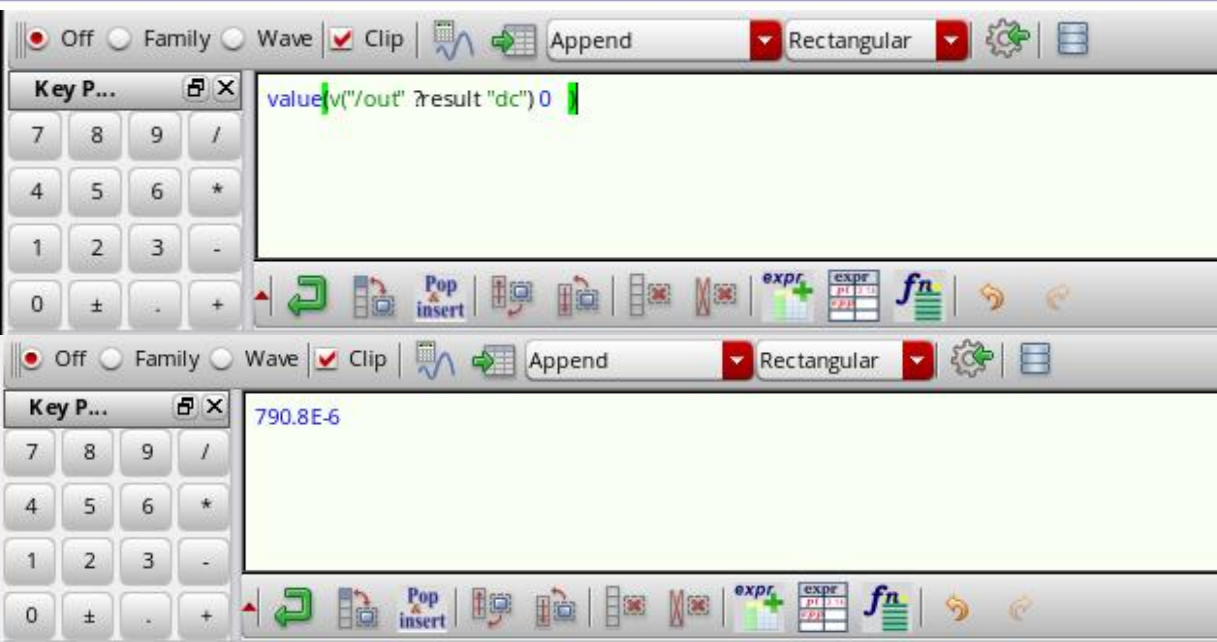 Off Family Wave Clip Append Rectangular
Key P...
value(v("/out" ?result "dc") 0 )
7 8 9 /
4 5 6 *
1 2 3 -
0 ± . +
Pop & insert expr expr fn
Off Family Wave Clip Append Rectangular
Key P...
790.8E-6
7 8 9 /
4 5 6 *
1 2 3 -
0 ± . +
Pop & insert expr expr fn